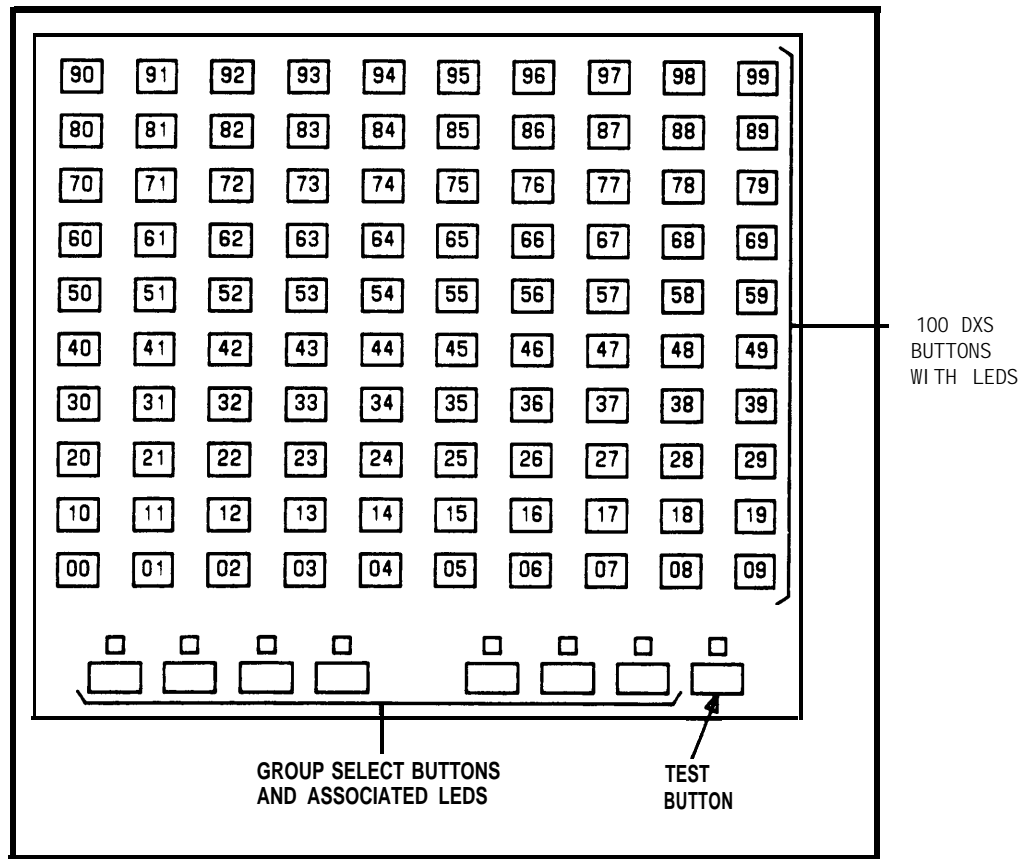 90 91 92 93 94 95 96 97 98 99
80 81 82 83 84 85 86 87 88 89
70 71 72 73 74 75 76 77 78 79
60 61 62 63 64 65 66 67 68 69
50 51 52 53 54 55 56 57 58 59
40 41 42 43 44 45 46 47 48 49
30 31 32 33 34 35 36 37 38 39
20 21 22 23 24 25 26 27 28 29
10 11 12 13 14 15 16 17 18 19
00 01 02 03 04 05 06 07 08 09
100 DXS
BUTTONS
WITH LEDS
GROUP SELECT BUTTONS
AND ASSOCIATED LEDS
TEST
BUTTON